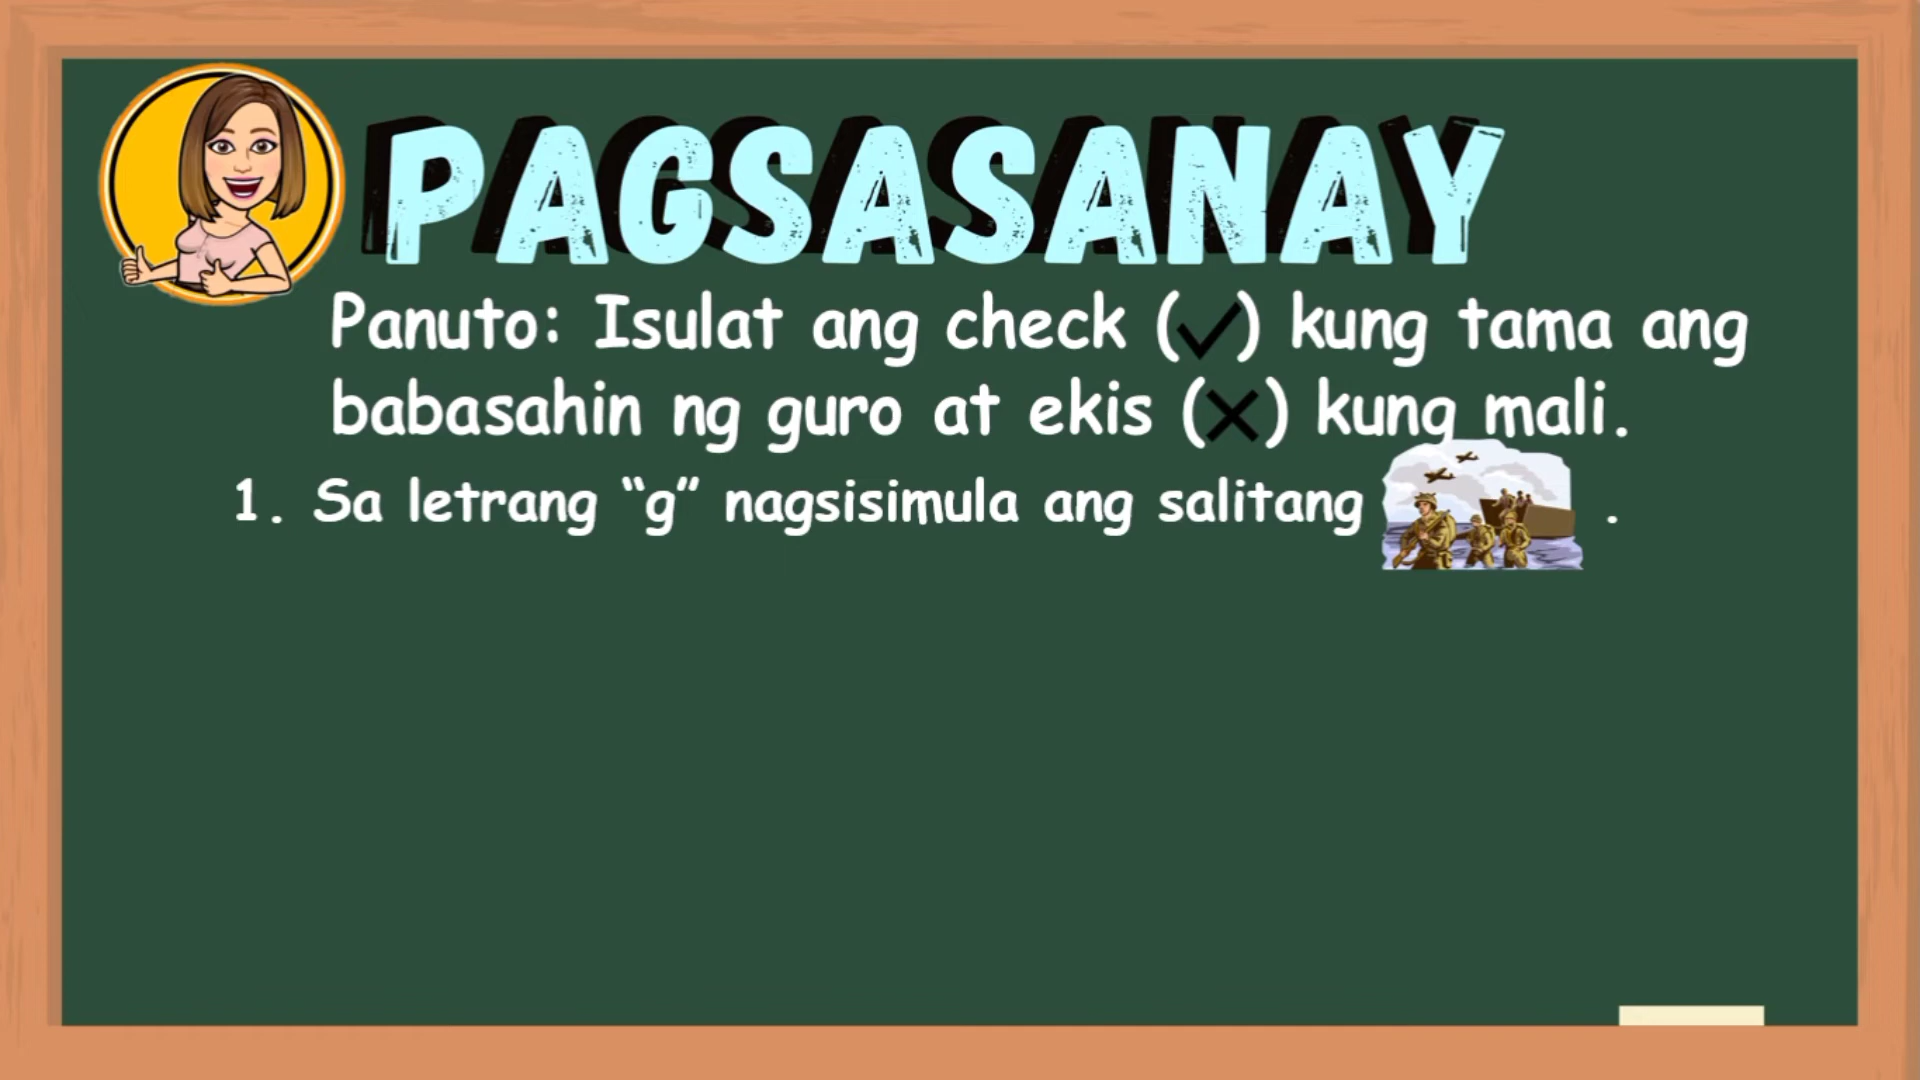 PAGSASANAY
Panuto: Isulat ang check (✓) kung tama ang
babasahin ng guro at ekis (✕) kung mali.
1. Sa letrang “g” nagsisimula ang salitang .